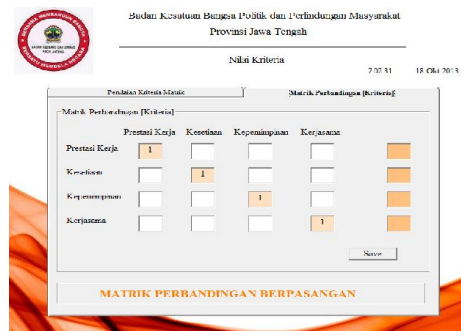 Badan Kesatuan Bangsa Politik dan Perlindungan Masyarakat
Provinsi Jawa Tengah
Nilai Kriteria
7:02:31 18 Okt 2013
Penilaian Kriteria Matrik [Matrik Perbandingan [Kriteria]]
Matrik Perbandingan [Kriteria]
Prestasi Kerja Kesetiaan Kepemimpinan Kerjasama
Prestasi Kerja 1
Kesetiaan 1
Kepemimpinan 1
Kerjasama 1
Save
MATRIK PERBANDINGAN BERPASANGAN